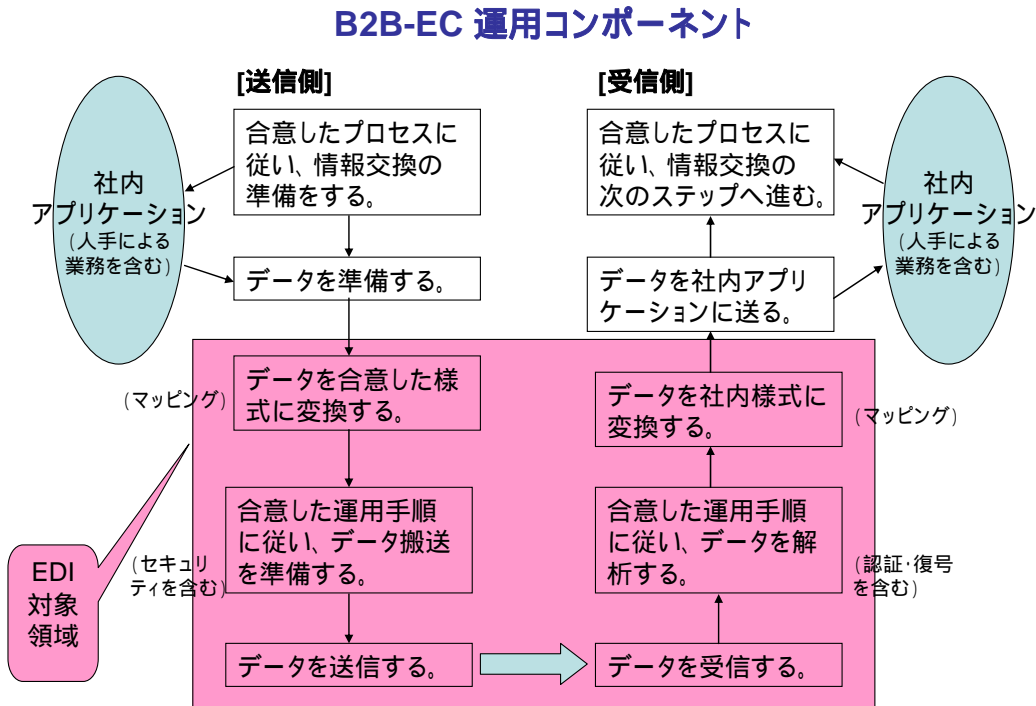 B2B-EC 運用コンポーネント
[送信側]
[受信側]
社内
アプリケーション
(人手による
業務を含む)
合意したプロセスに
従い、情報交換の
準備をする。
データを準備する。
合意したプロセスに
従い、情報交換の
次のステップへ進む。
データを社内アプリ
ケーションに送る。
社内
アプリケーション
(人手による
業務を含む)
(マッピング)
データを合意した様
式に変換する。
データを社内様式に
変換する。
(マッピング)
EDI
対象
領域
(セキュリ
ティを含む)
合意した運用手順
に従い、データ搬送
を準備する。
合意した運用手順
に従い、データを解
析する。
(認証・復号
を含む)
データを送信する。
データを受信する。